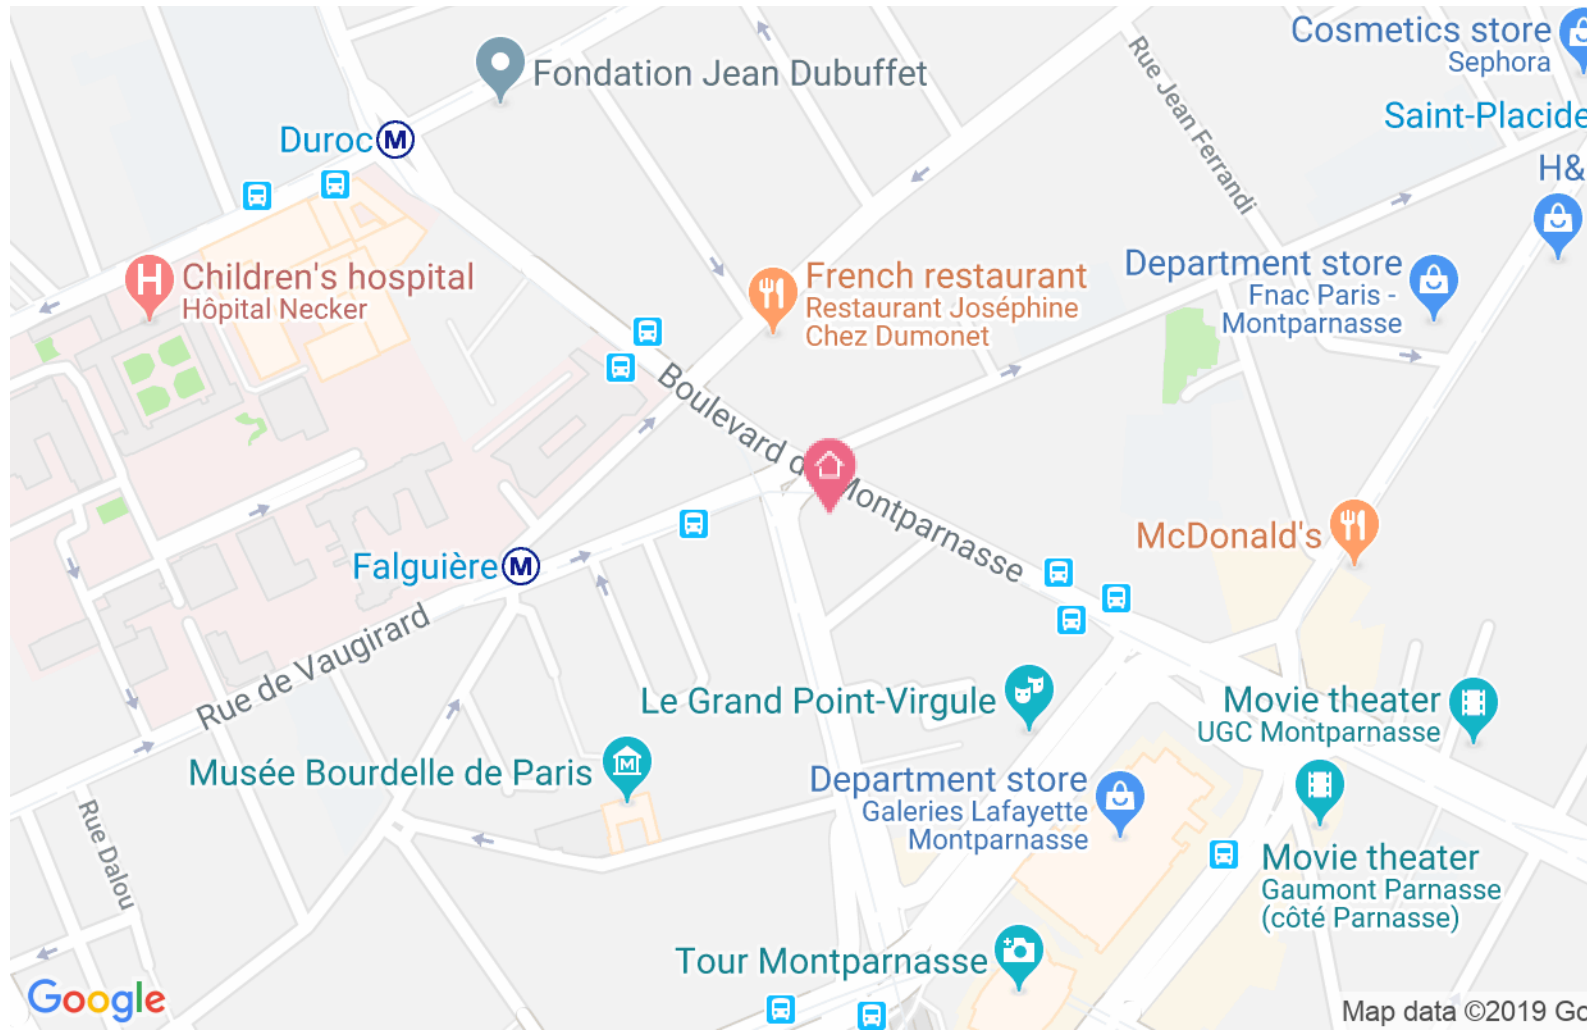 Cosmetics store
Sephora
Rue Jean Ferrandi
Fondation Jean Dubuffet
Saint-Placide
Duroc
M
H&
Children's hospital
Hôpital Necker
H
French restaurant
Restaurant Joséphine
Chez Dumonet
Department store
Fnac Paris -
Montparnasse
Boulevard d
Montparnasse
McDonald's
Falguière
M
Rue de Vaugirard
Le Grand Point-Virgule
Movie theater
UGC Montparnasse
Musée Bourdelle de Paris
M
Department store
Galeries Lafayette
Montparnasse
Rue Dalou
Movie theater
Gaumont Parnasse
(côté Parnasse)
Tour Montparnasse
Google
Map data ©2019 Go